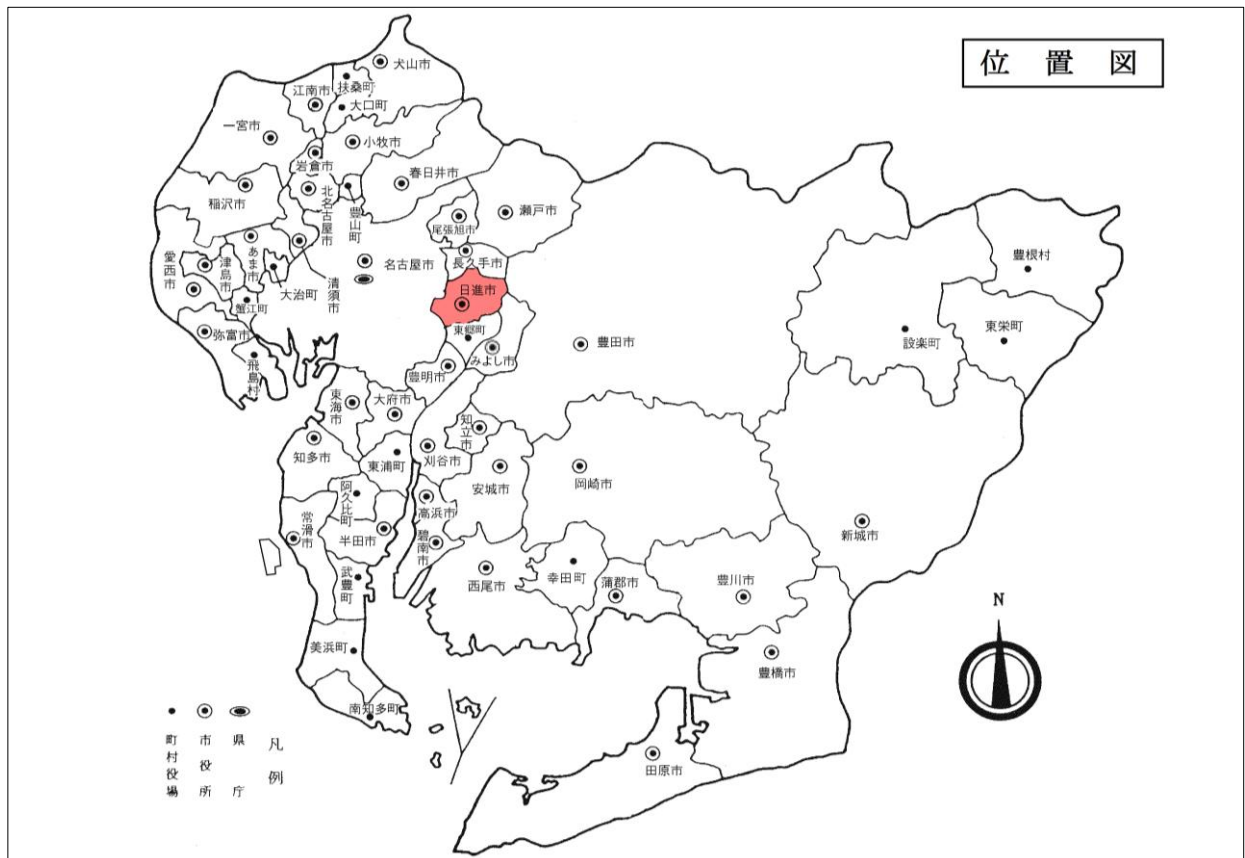 位置図
犬山市
扶桑町
江南市
大口町
一宮市
小牧市
岩倉市
春日井市
稲沢市
北名古屋市
豊山町
瀬戸市
尾張旭市
愛西市
津島市
あま市
清須市
名古屋市
長久手市
大治町
日進市
蟹江町
弥富市
飛島村
東郷町
みよし市
豊田市
豊明市
豊根村
東栄町
設楽町
東海市
大府市
知立市
知多市
東浦町
刈谷市
安城市
岡崎市
阿久比町
高浜市
常滑市
半田市
碧南市
新城市
武豊町
西尾市
幸田町
蒲郡市
豊川市
美浜町
豊橋市
南知多町
田原市
N
凡例
県庁
市役所
町村役場